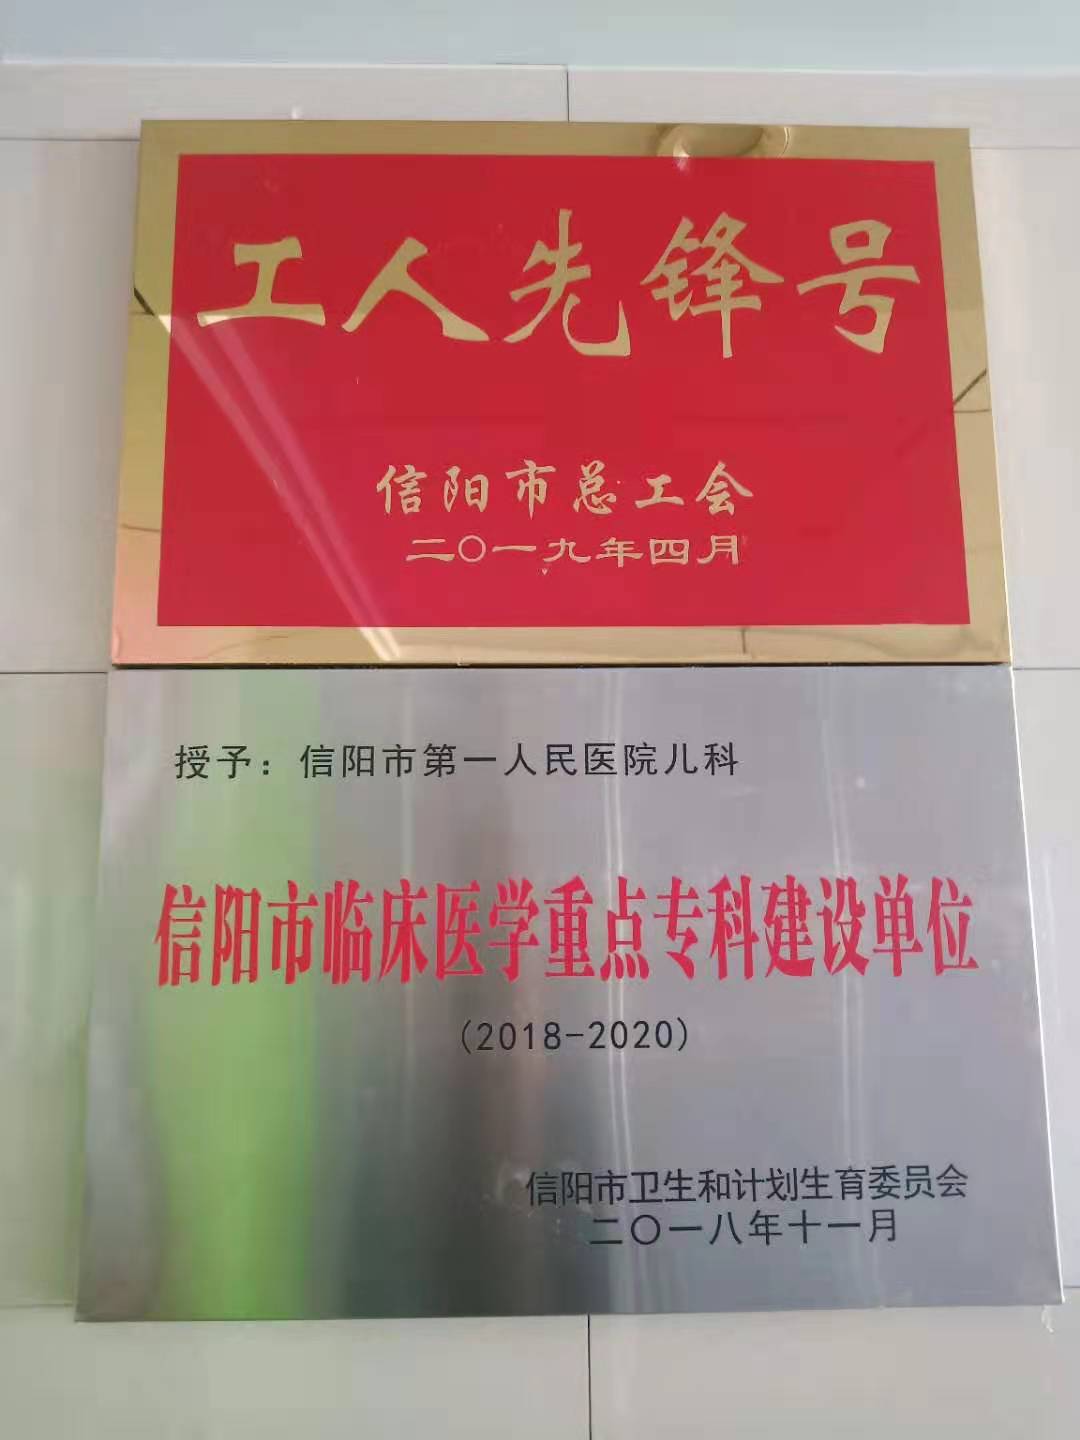 工人先锋号
信阳市总工会
二〇一九年四月
授予：信阳市第一人民医院儿科
信阳市临床医学重点专科建设单位
(2018-2020)
信阳市卫生和计划生育委员会
二〇一八年十一月